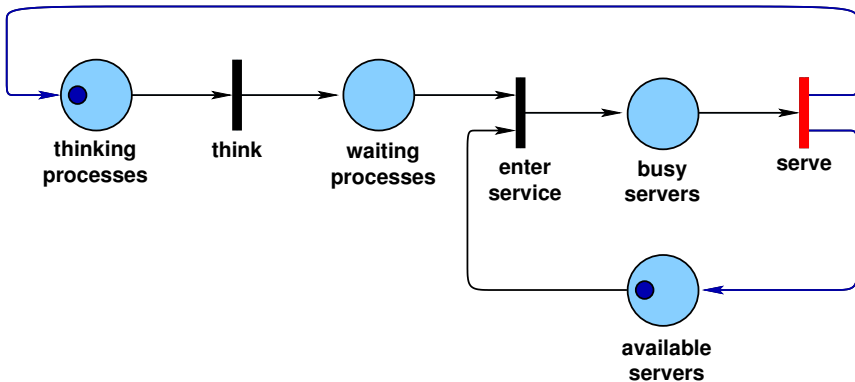 thinking
processes
think
waiting
processes
enter
service
busy
servers
serve
available
servers